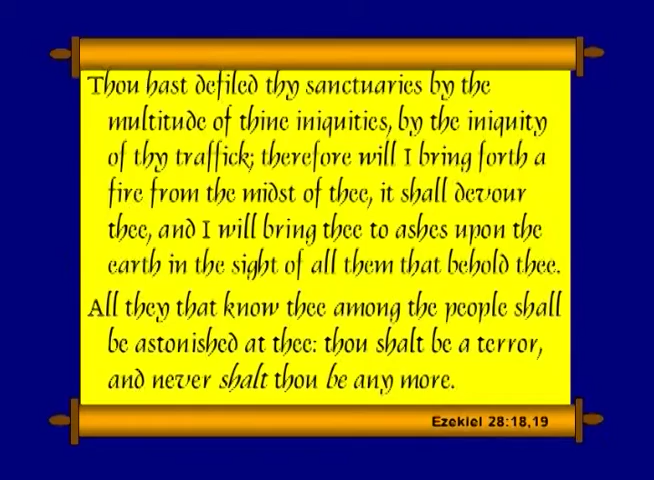 Thou hast defiled thy sanctuaries by the
multitude of thine iniquities, by the iniquity
of thy traffick; therefore will I bring forth a
fire from the midst of thee, it shall devour
thee, and I will bring thee to ashes upon the
earth in the sight of all them that behold thee.
All they that know thee among the people shall
be astonished at thee: thou shalt be a terror,
and never shalt thou be any more.
Ezekiel 28:18,19